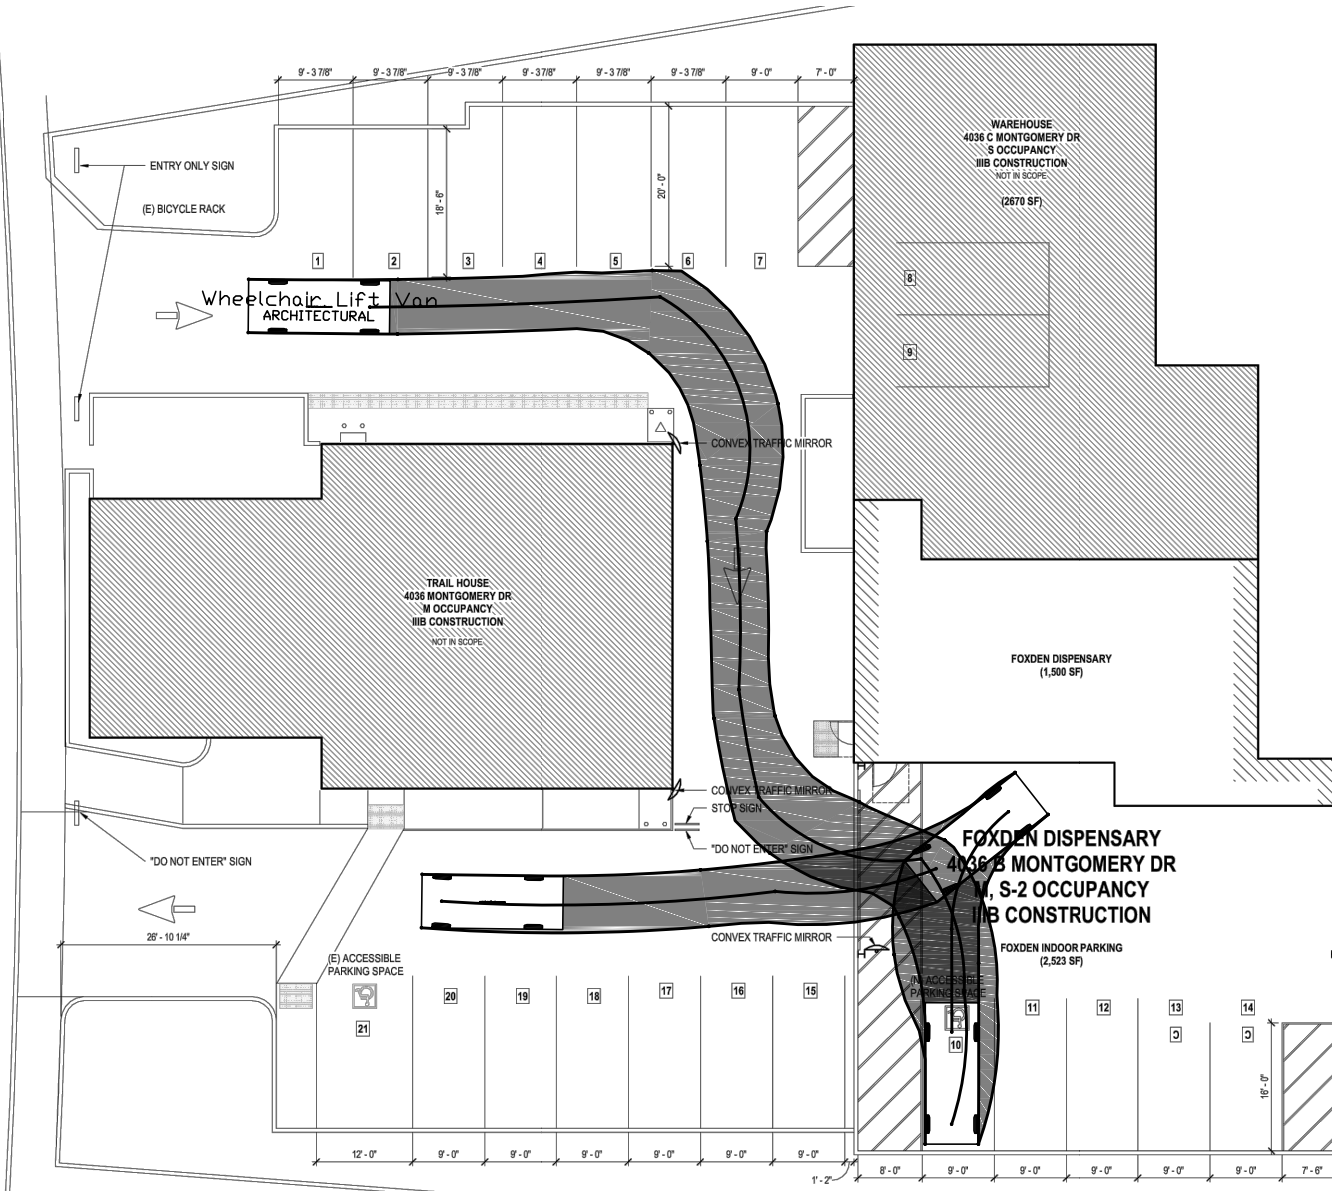 9' - 3 7/8"
9' - 3 7/8"
9' - 3 7/8"
9' - 3 7/8"
9' - 3 7/8"
9' - 3 7/8"
9' - 0"
7' - 0"
WAREHOUSE
4036 C MONTGOMERY DR
S OCCUPANCY
IIIB CONSTRUCTION
NOT IN SCOPE
(2670 SF)
ENTRY ONLY SIGN
(E) BICYCLE RACK
18' - 6"
20' - 0"
1
2
3
4
5
6
7
8
9
Wheelchair Lift Van
ARCHITECTURAL
CONVEX TRAFFIC MIRROR
TRAIL HOUSE
4036 MONTGOMERY DR
M OCCUPANCY
IIIB CONSTRUCTION
NOT IN SCOPE
FOXDEN DISPENSARY
(1,500 SF)
CONVEX TRAFFIC MIRROR
STOP SIGN
"DO NOT ENTER" SIGN
"DO NOT ENTER" SIGN
FOXDEN DISPENSARY
4036 B MONTGOMERY DR
M, S-2 OCCUPANCY
IIIB CONSTRUCTION
FOXDEN INDOOR PARKING
(2,523 SF)
CONVEX TRAFFIC MIRROR
26' - 10 1/4"
(E) ACCESSIBLE
PARKING SPACE
(N) ACCESSIBLE
PARKING SPACE
21
20
19
18
17
16
15
10
11
12
13
14
C
C
16' - 0"
12' - 0"
9' - 0"
9' - 0"
9' - 0"
9' - 0"
9' - 0"
9' - 0"
1' - 2"
8' - 0"
9' - 0"
9' - 0"
9' - 0"
9' - 0"
9' - 0"
7' - 6"